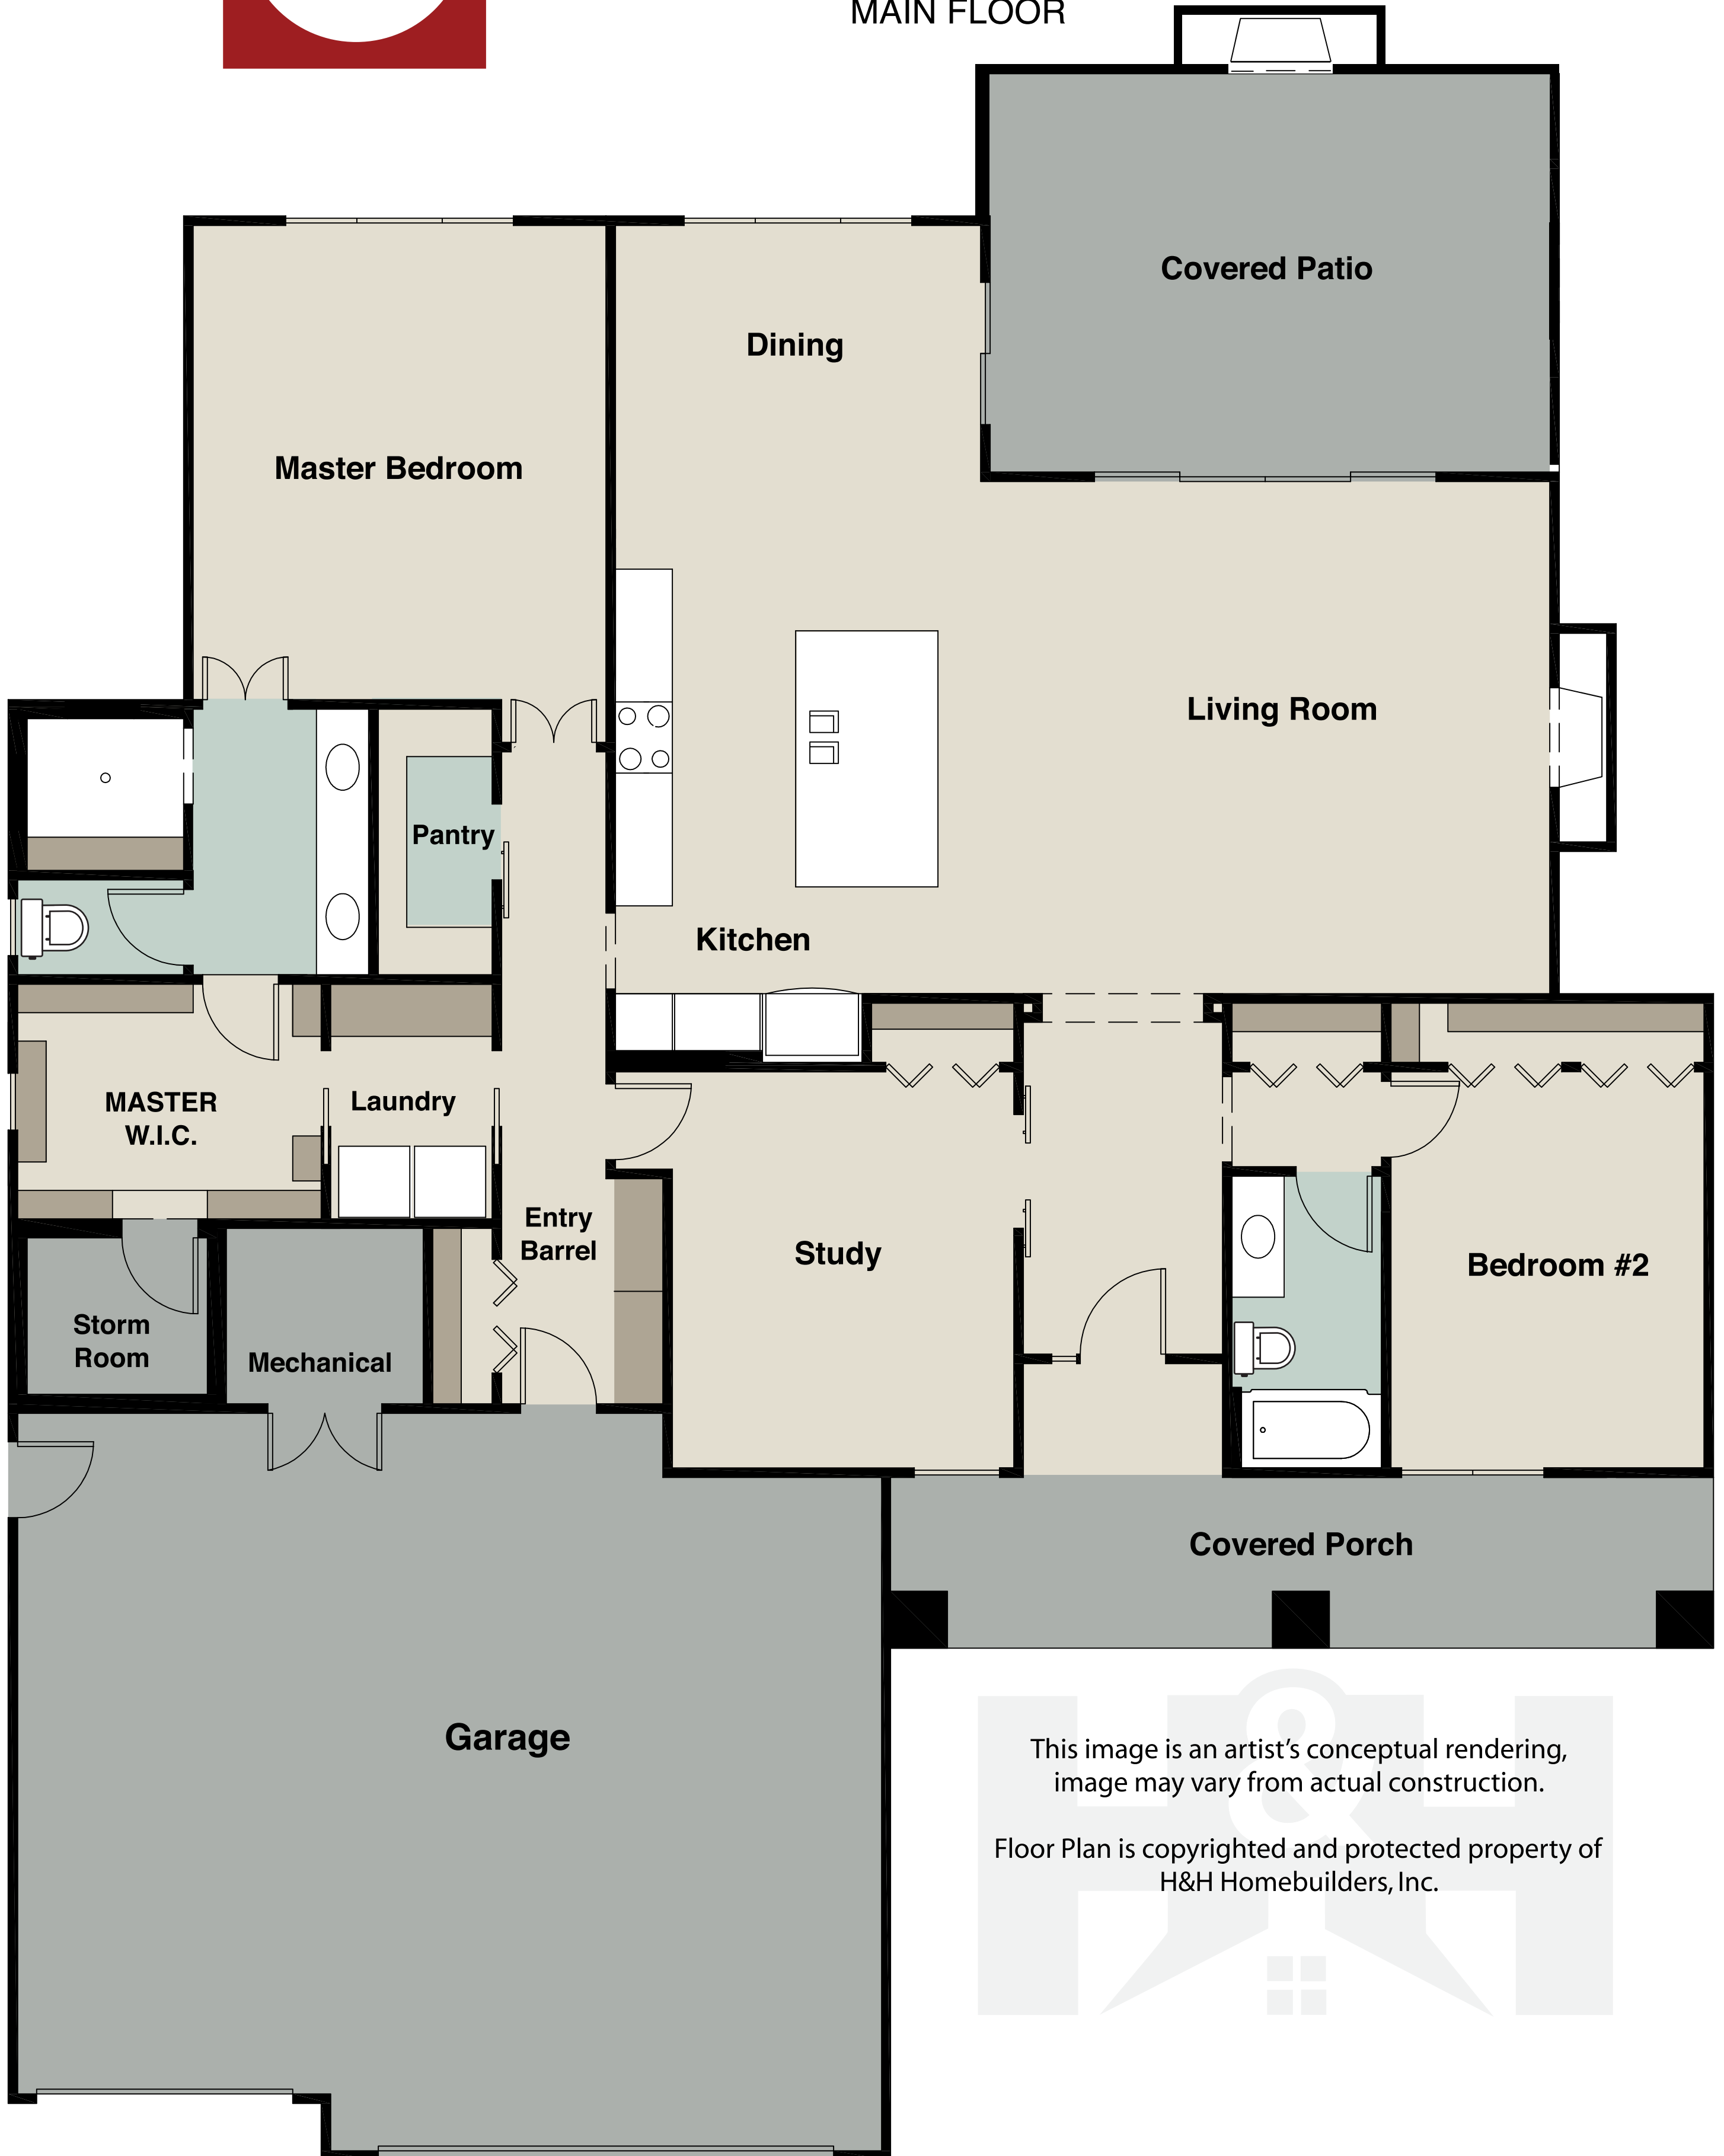 MAIN FLOOR
Covered Patio
Dining
Master Bedroom
Living Room
Pantry
Kitchen
MASTER
W.I.C.
Laundry
Entry
Barrel
Study
Bedroom #2
Storm
Room
Mechanical
Covered Porch
Garage
H&H
This image is an artist’s conceptual rendering,
image may vary from actual construction.
Floor Plan is copyrighted and protected property of
H&H Homebuilders, Inc.